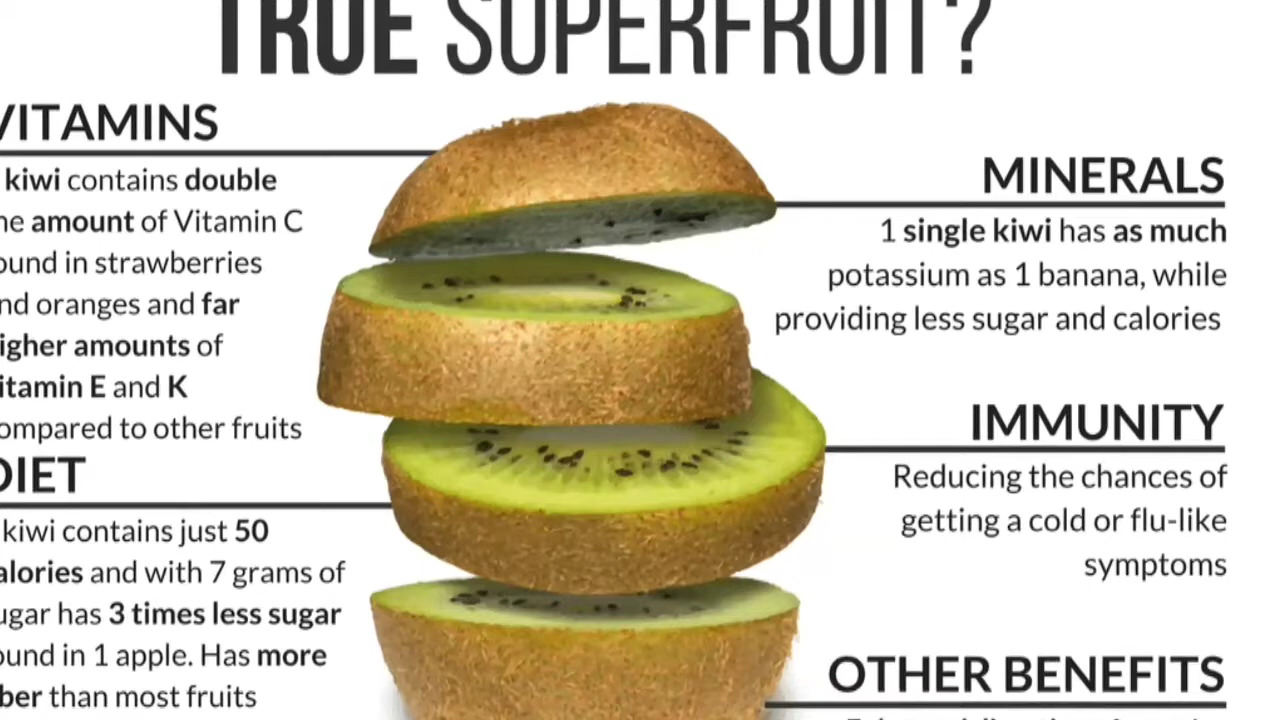 TRUE SUPERFRUIT?
VITAMINS
kiwi contains double
amount of Vitamin C
in strawberries
oranges and far
amounts of
E and K
to other fruits
DIET
kiwi contains just 50
and with 7 grams of
has 3 times less sugar
in 1 apple. Has more
than most fruits
MINERALS
1 single kiwi has as much
potassium as 1 banana, while
providing less sugar and calories
IMMUNITY
Reducing the chances of
getting a cold or flu-like
symptoms
OTHER BENEFITS